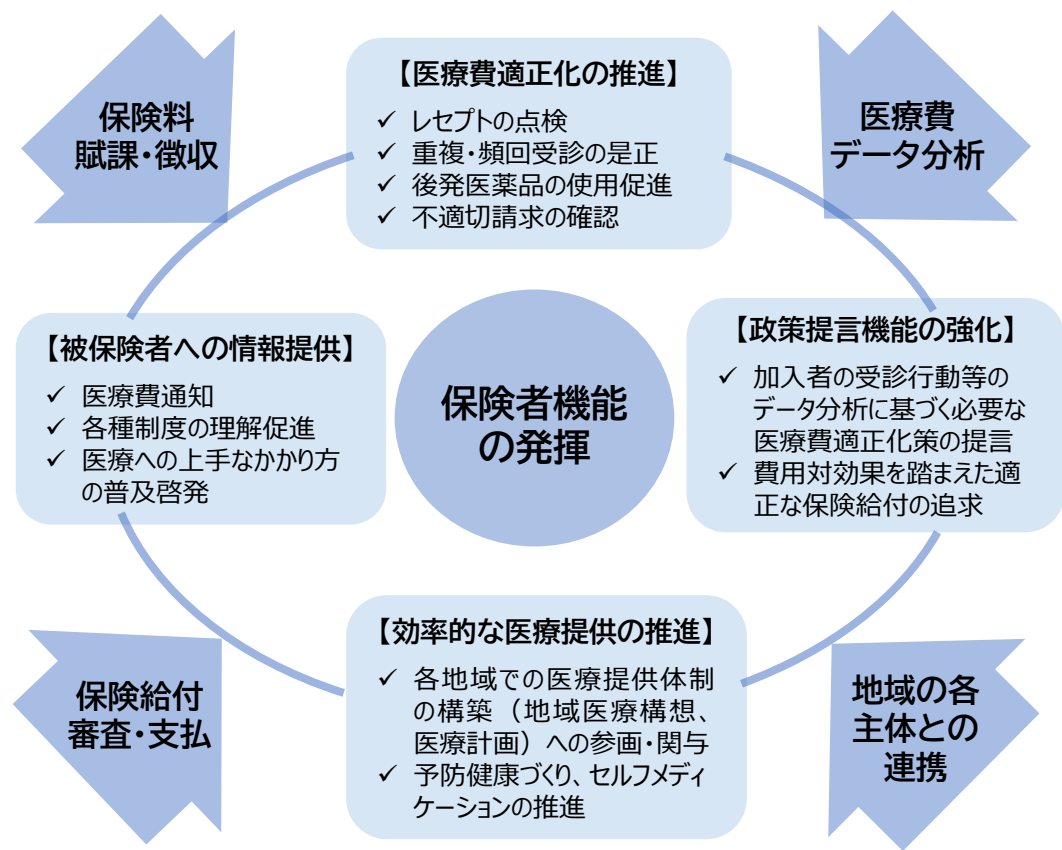 保険料
賦課・徴収
【医療費適正化の推進】
✓ レセプトの点検
✓ 重複・頻回受診の是正
✓ 後発医薬品の使用促進
✓ 不適切請求の確認
医療費
データ分析
【被保険者への情報提供】
✓ 医療費通知
✓ 各種制度の理解促進
✓ 医療への上手なかかり方
の普及啓発
保険者機能
の発揮
【政策提言機能の強化】
✓ 加入者の受診行動等の
データ分析に基づく必要な
医療費適正化策の提言
✓ 費用対効果を踏まえた適
正な保険給付の追求
保険給付
審査・支払
【効率的な医療提供の推進】
✓ 各地域での医療提供体制
の構築（地域医療構想、
医療計画）への参画・関与
✓ 予防健康づくり、セルフメディ
ケーションの推進
地域の各
主体との
連携